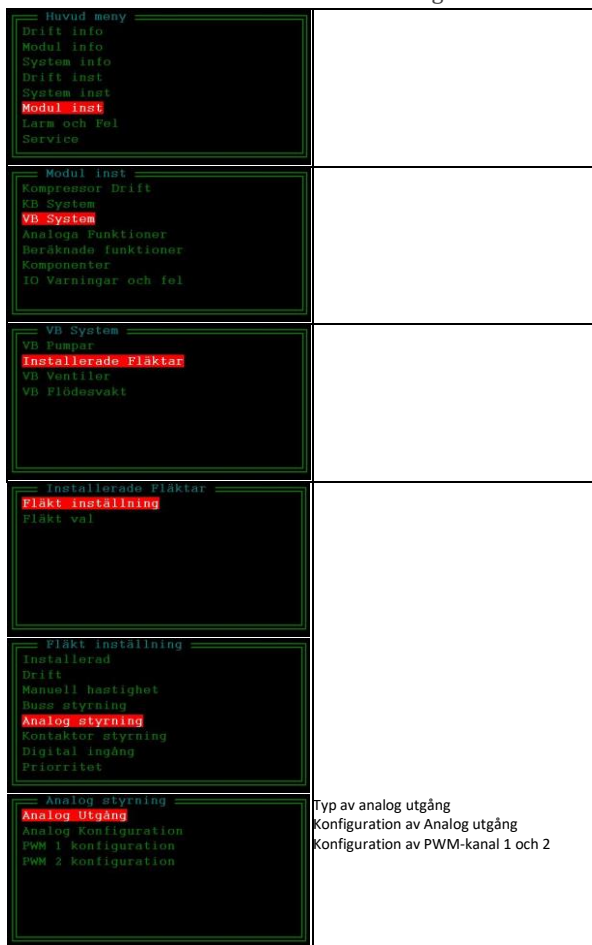 Huvud meny
Drift info
Modul info
System info
Drift inst
System inst
Modul inst
Larm och Fel
Service
Modul inst
Kompressor Drift
KB System
VB System
Analoga Funktioner
Beräknade funktioner
Komponenter
IO Varningar och fel
VB System
VB Pumpar
Installerade Fläktar
VB Ventiler
VB Flödesvakt
Installerade Fläktar
Fläkt inställning
Fläkt val
Fläkt inställning
Installerad
Drift
Manuell hastighet
Buss styrning
Analog styrning
Kontaktor styrning
Digital ingång
Priorritet
Analog styrning
Analog Utgång
Analog Konfiguration
PWM 1 konfiguration
PWM 2 konfiguration
Typ av analog utgång
Konfiguration av Analog utgång
Konfiguration av PWM-kanal 1 och 2